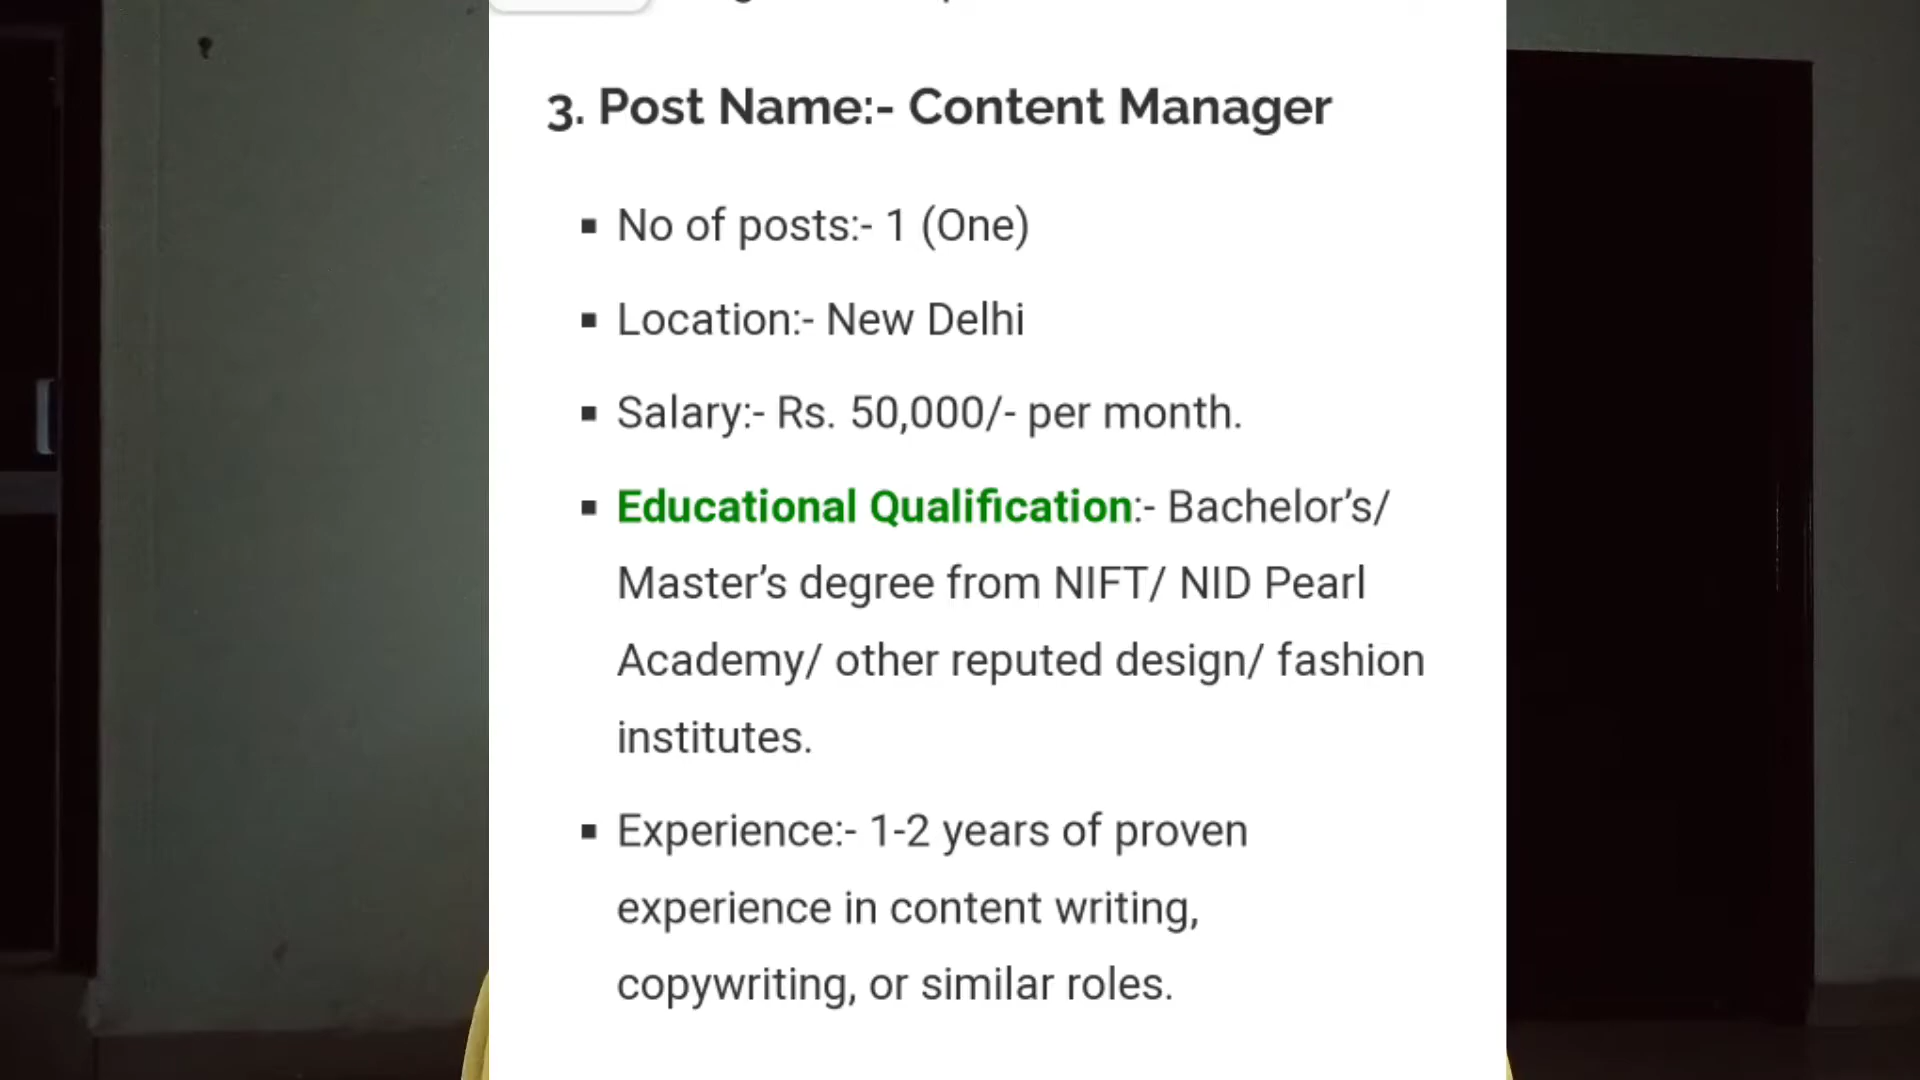 3. Post Name:- Content Manager
▪ No of posts:- 1 (One)
▪ Location:- New Delhi
▪ Salary:- Rs. 50,000/- per month.
▪ Educational Qualification:- Bachelor’s/
Master’s degree from NIFT/ NID Pearl
Academy/ other reputed design/ fashion
institutes.
▪ Experience:- 1-2 years of proven
experience in content writing,
copywriting, or similar roles.